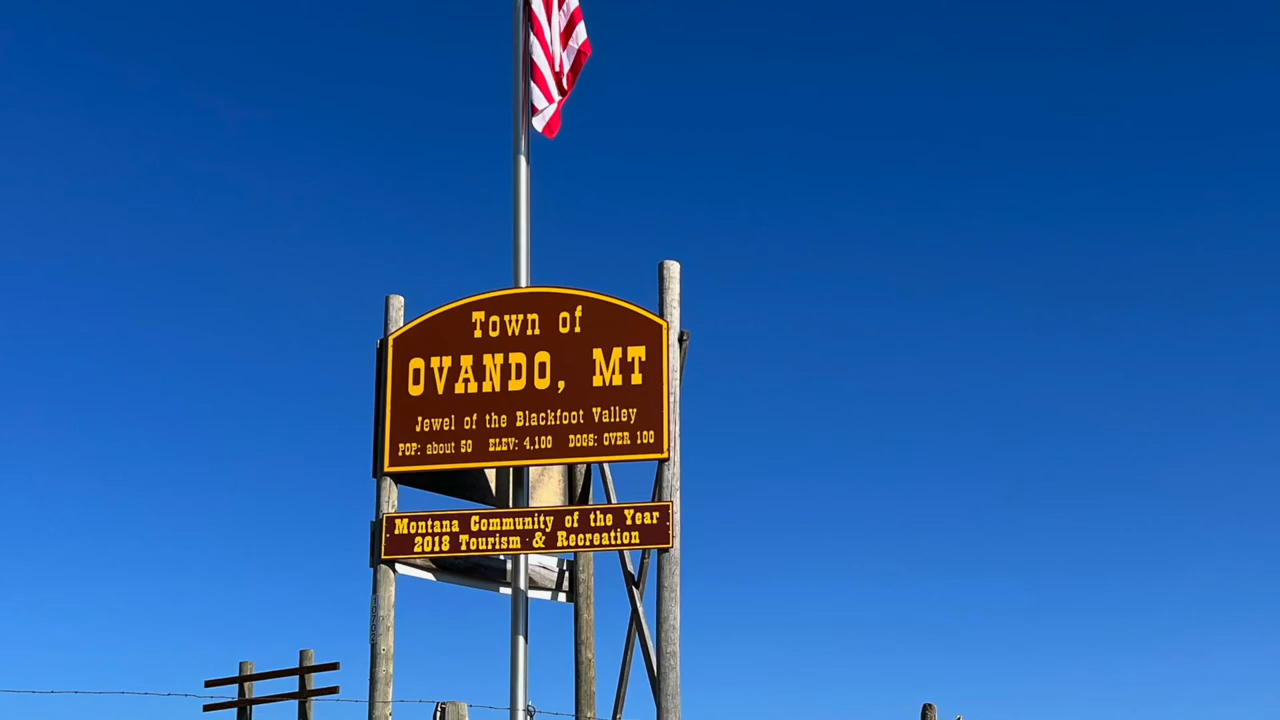 Town of
OVANDO, MT
Jewel of the Blackfoot Valley
POP: about 50 ELEV: 4,100 DOGS: OVER 100
Montana Community of the Year
2018 Tourism & Recreation
10702